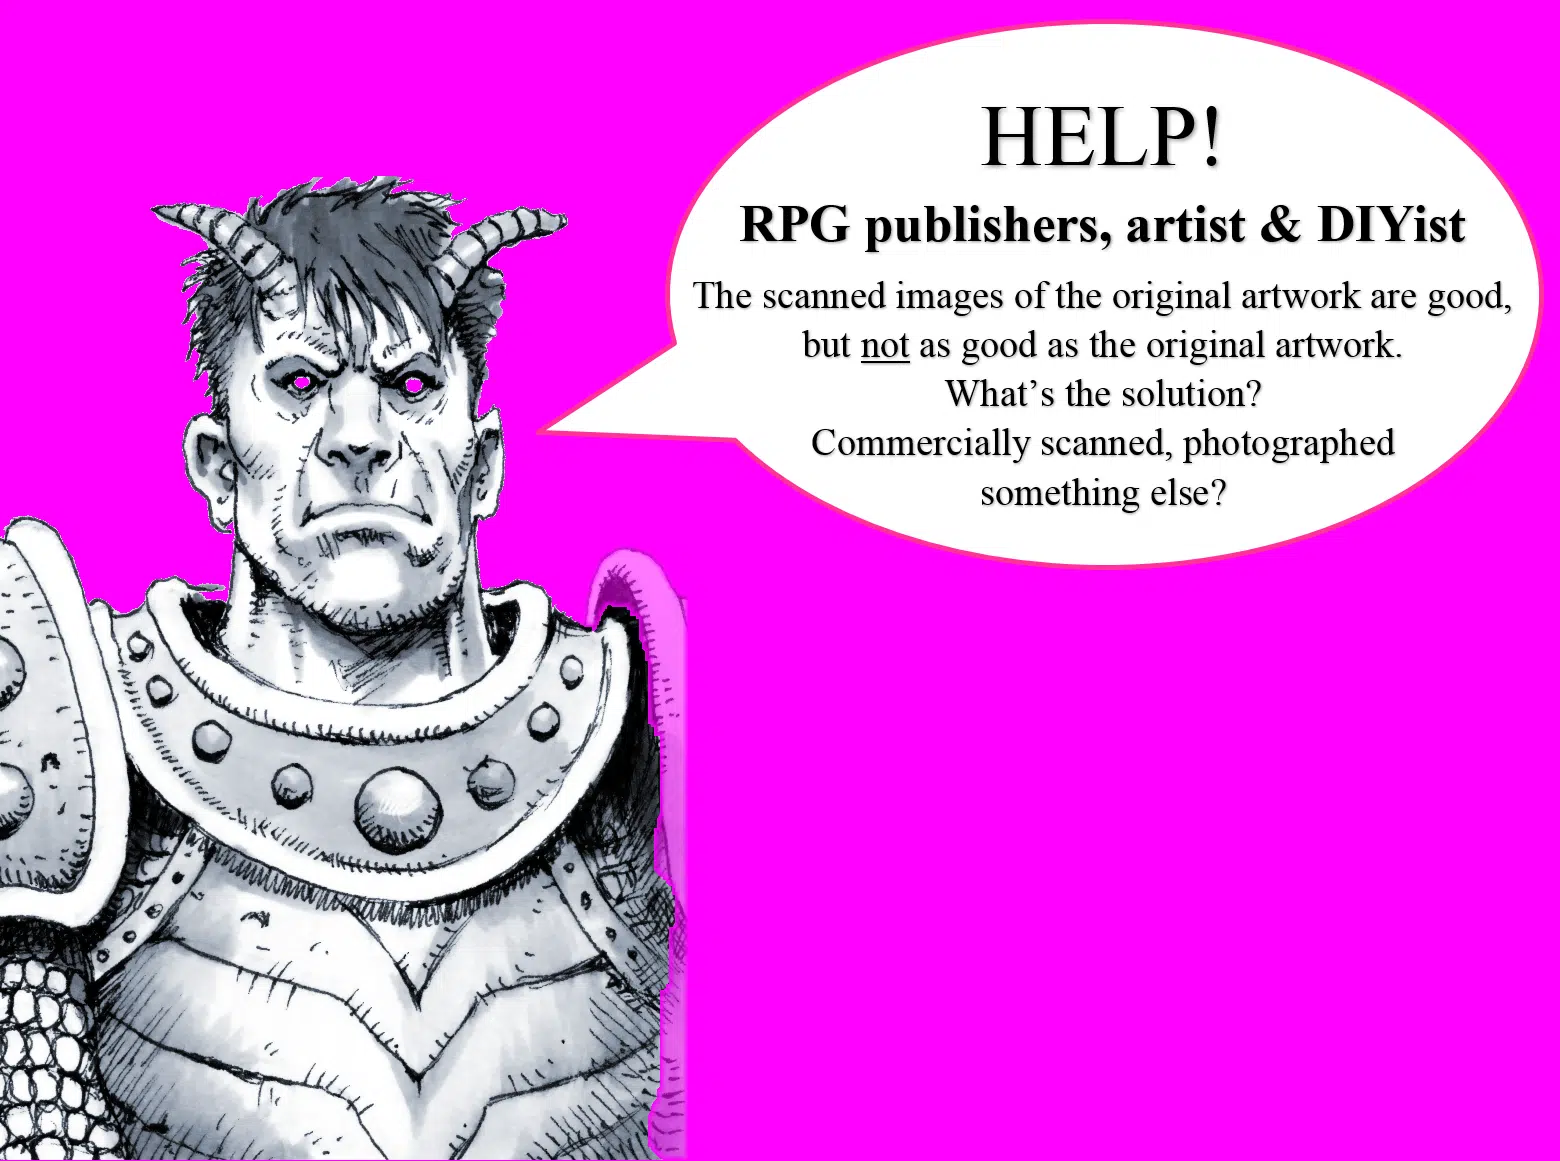 HELP!
RPG publishers, artist & DIYist
The scanned images of the original artwork are good,
but not as good as the original artwork.
What’s the solution?
Commercially scanned, photographed
something else?